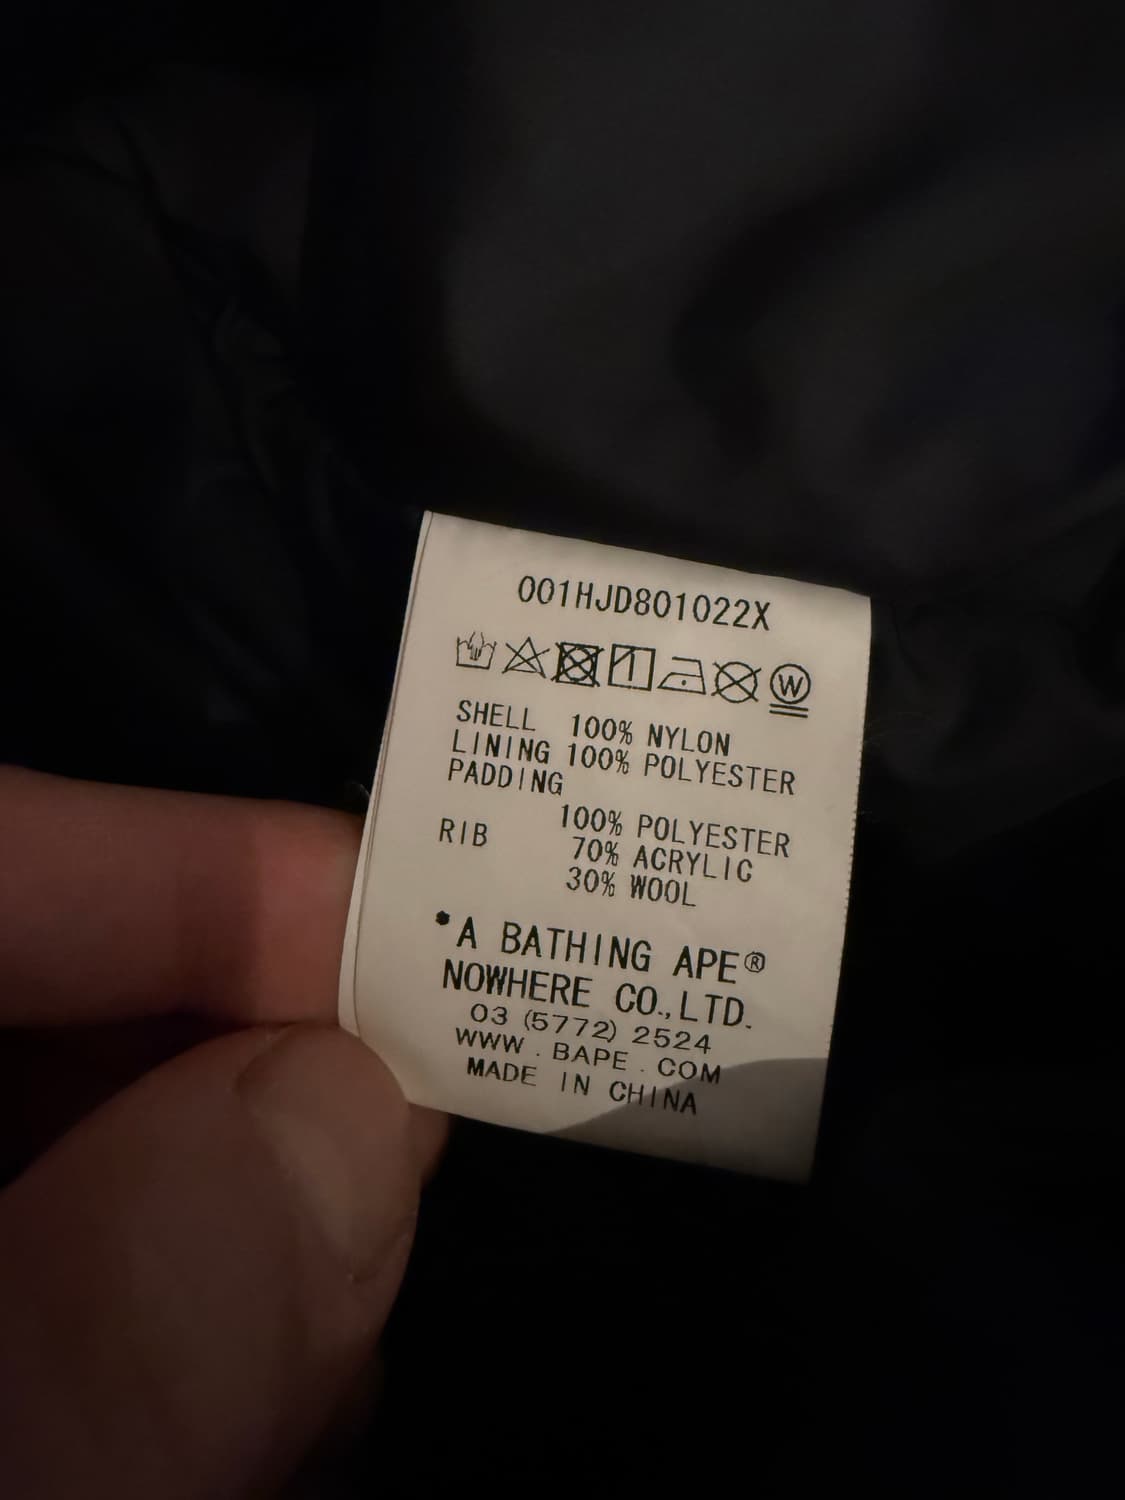 001HJD801022X
W
SHELL 100% NYLON
LINING 100% POLYESTER
PADDING
100% POLYESTER
RIB 70% ACRYLIC
30% WOOL
*A BATHING APE®
NOWHERE CO.,LTD.
03 (5772) 2524
WWW.BAPE.COM
MADE IN CHINA